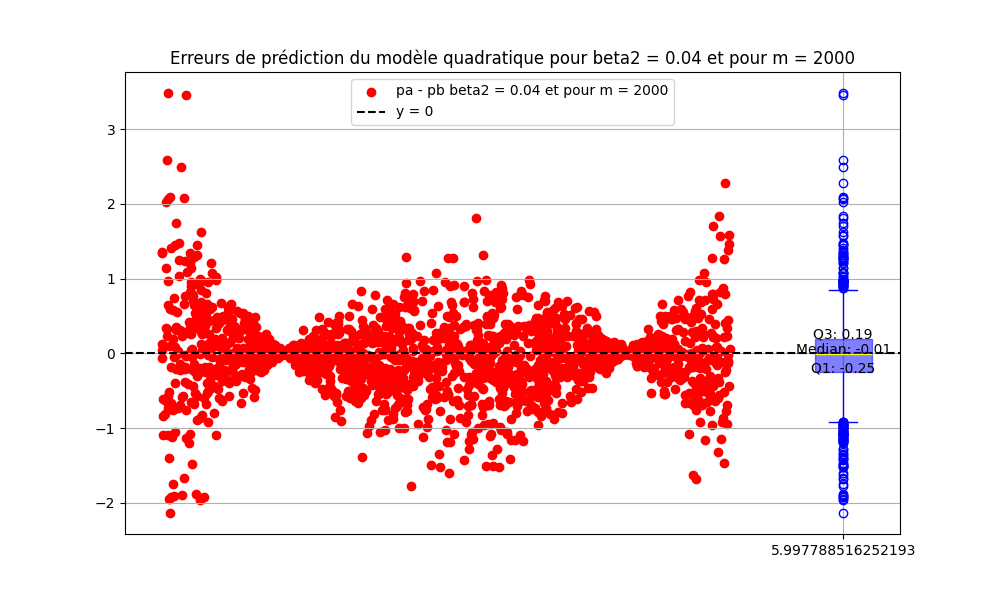 Erreurs de prédiction du modèle quadratique pour beta2 = 0.04 et pour m = 2000
pa - pb beta2 = 0.04 et pour m = 2000
y = 0
3
2
1
0
−1
−2
Q3: 0.19
Median: -0.01
Q1: -0.25
5.997788516252193